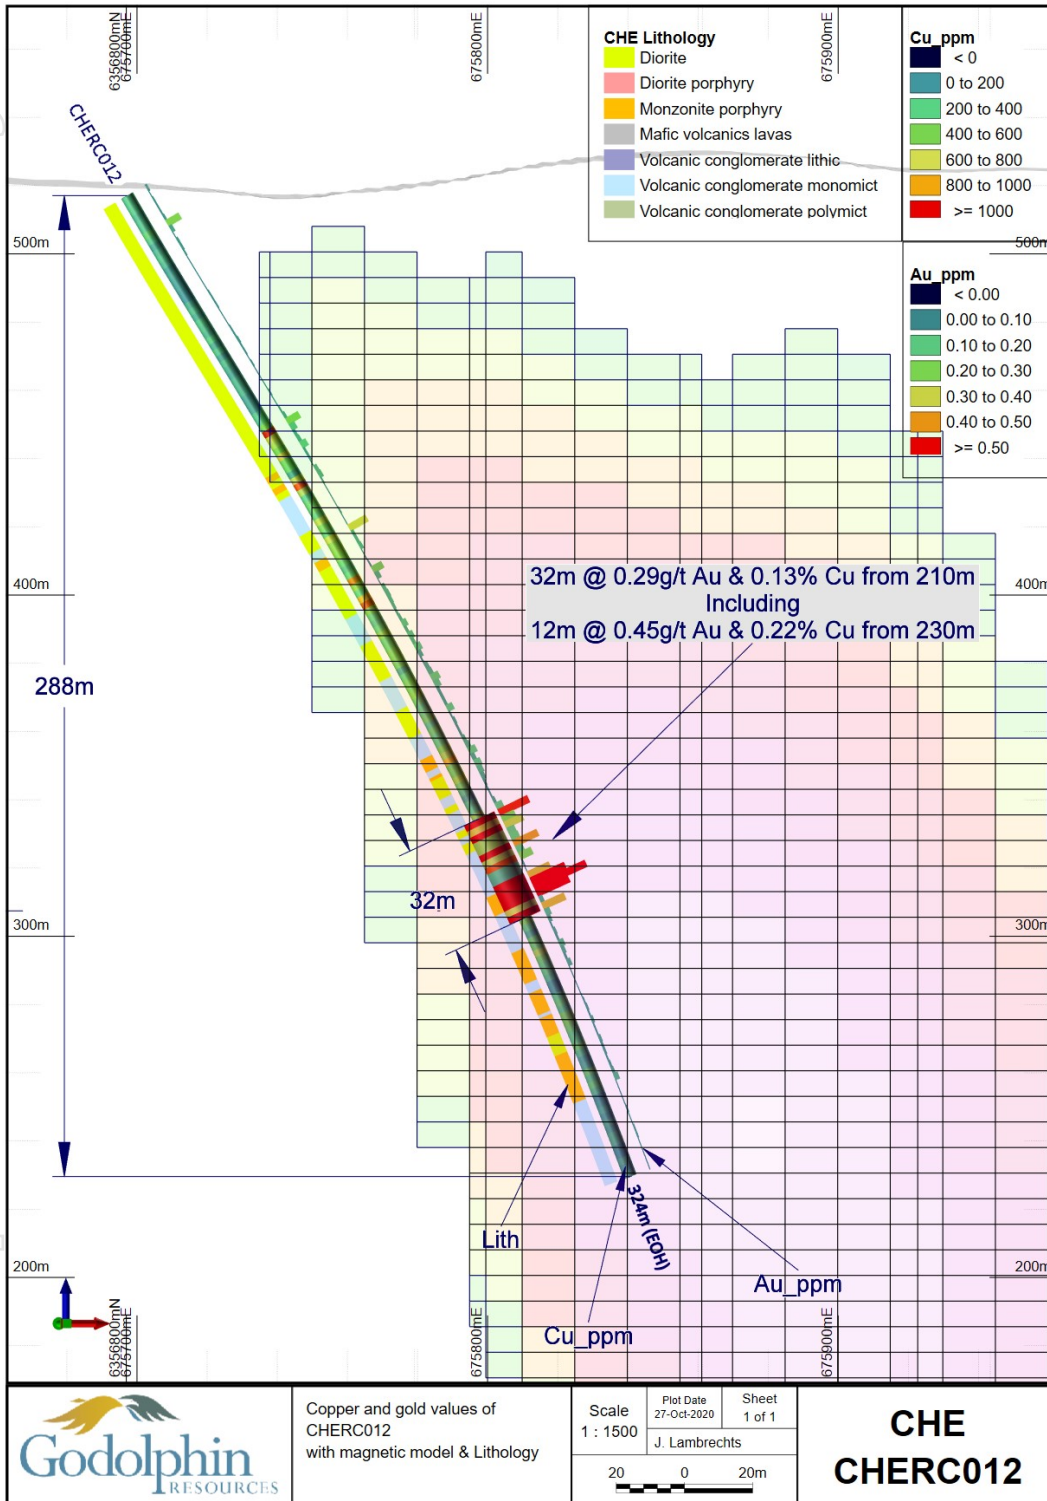 6356800mN
675700mE
675800mE
675900mE
CHE Lithology
Diorite
Diorite porphyry
Monzonite porphyry
Mafic volcanics lavas
Volcanic conglomerate lithic
Volcanic conglomerate monomict
Volcanic conglomerate polymict
Cu_ppm
< 0
0 to 200
200 to 400
400 to 600
600 to 800
800 to 1000
>= 1000
Au_ppm
< 0.00
0.00 to 0.10
0.10 to 0.20
0.20 to 0.30
0.30 to 0.40
0.40 to 0.50
>= 0.50
CHERC012
500m
500m
400m
400m
32m @ 0.29g/t Au & 0.13% Cu from 210m
Including
12m @ 0.45g/t Au & 0.22% Cu from 230m
288m
32m
300m
300m
324m (EOH)
Lith
Au_ppm
Cu_ppm
200m
200m
6356800mN
675700mE
675800mE
675900mE
Godolphin
RESOURCES
Copper and gold values of
CHERC012
with magnetic model & Lithology
Scale
1 : 1500
Plot Date
27-Oct-2020
Sheet
1 of 1
J. Lambrechts
20 0 20m
CHE
CHERC012